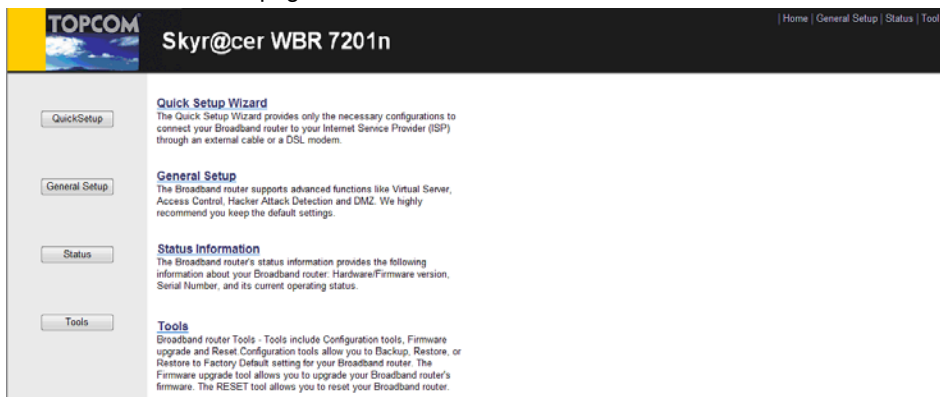 TOPCOM
| Home | General Setup | Status | Tool
Skyr@cer WBR 7201n
QuickSetup
Quick Setup Wizard
The Quick Setup Wizard provides only the necessary configurations to
connect your Broadband router to your Internet Service Provider (ISP)
through an external cable or a DSL modem.
General Setup
General Setup
The Broadband router supports advanced functions like Virtual Server,
Access Control, Hacker Attack Detection and DMZ. We highly
recommend you keep the default settings.
Status
Status Information
The Broadband router's status information provides the following
information about your Broadband router: Hardware/Firmware version,
Serial Number, and its current operating status.
Tools
Tools
Broadband router Tools - Tools include Configuration tools, Firmware
upgrade and Reset.Configuration tools allow you to Backup, Restore, or
Restore to Factory Default setting for your Broadband router. The
Firmware upgrade tool allows you to upgrade your Broadband router's
firmware. The RESET tool allows you to reset your Broadband router.